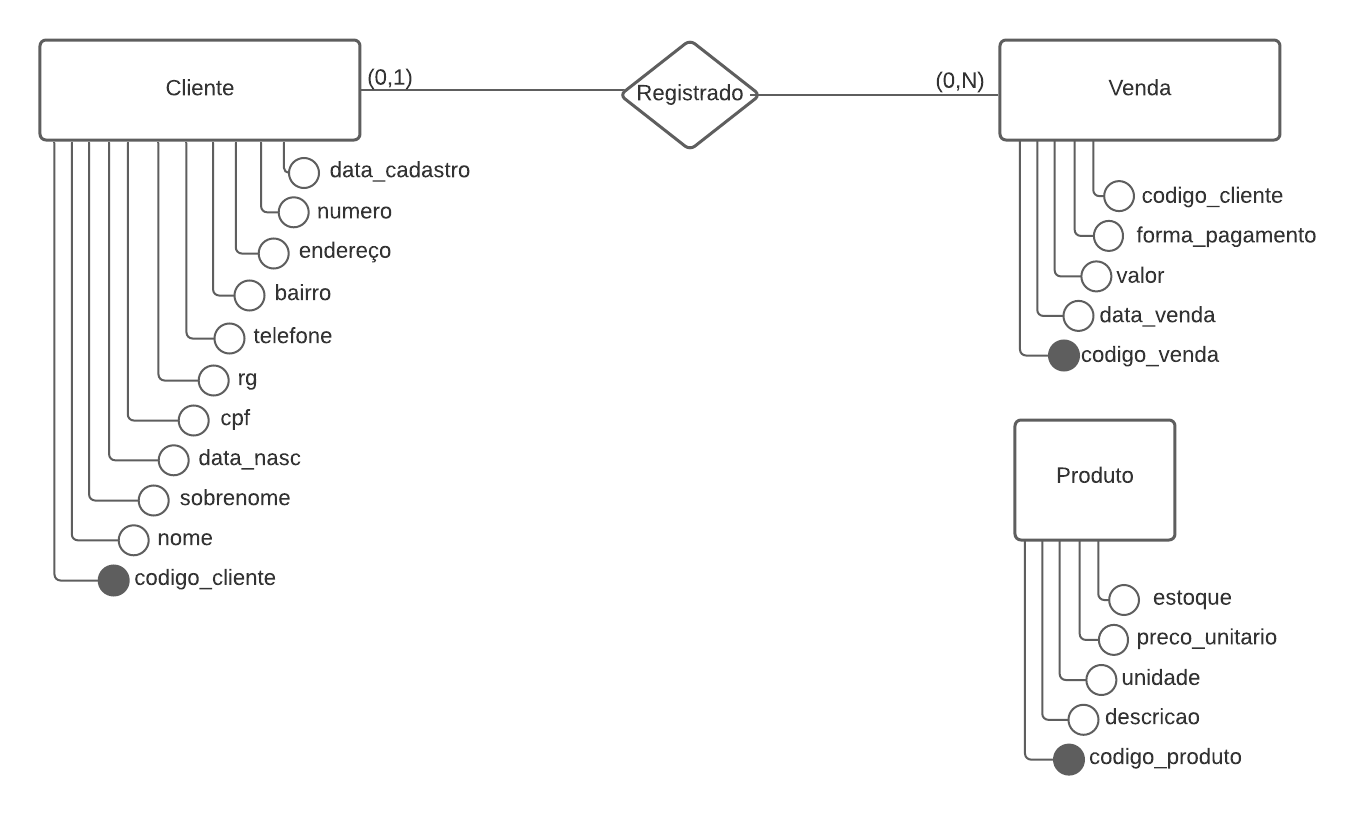 Cliente
(0,1)
Registrado
(0,N)
Venda
data_cadastro
numero
endereço
bairro
telefone
rg
cpf
data_nasc
sobrenome
nome
codigo_cliente
codigo_cliente
forma_pagamento
valor
data_venda
codigo_venda
Produto
estoque
preco_unitario
unidade
descricao
codigo_produto